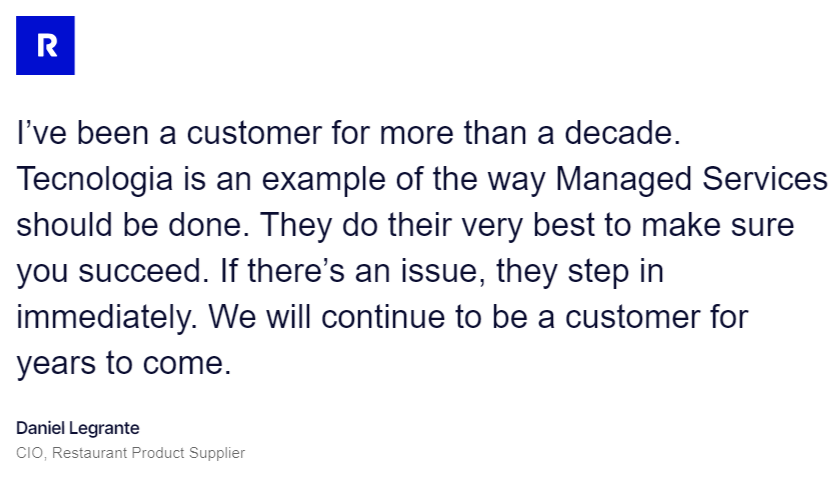 R
I’ve been a customer for more than a decade.
Tecnologia is an example of the way Managed Services
should be done. They do their very best to make sure
you succeed. If there’s an issue, they step in
immediately. We will continue to be a customer for
years to come.
Daniel Legrante
CIO, Restaurant Product Supplier